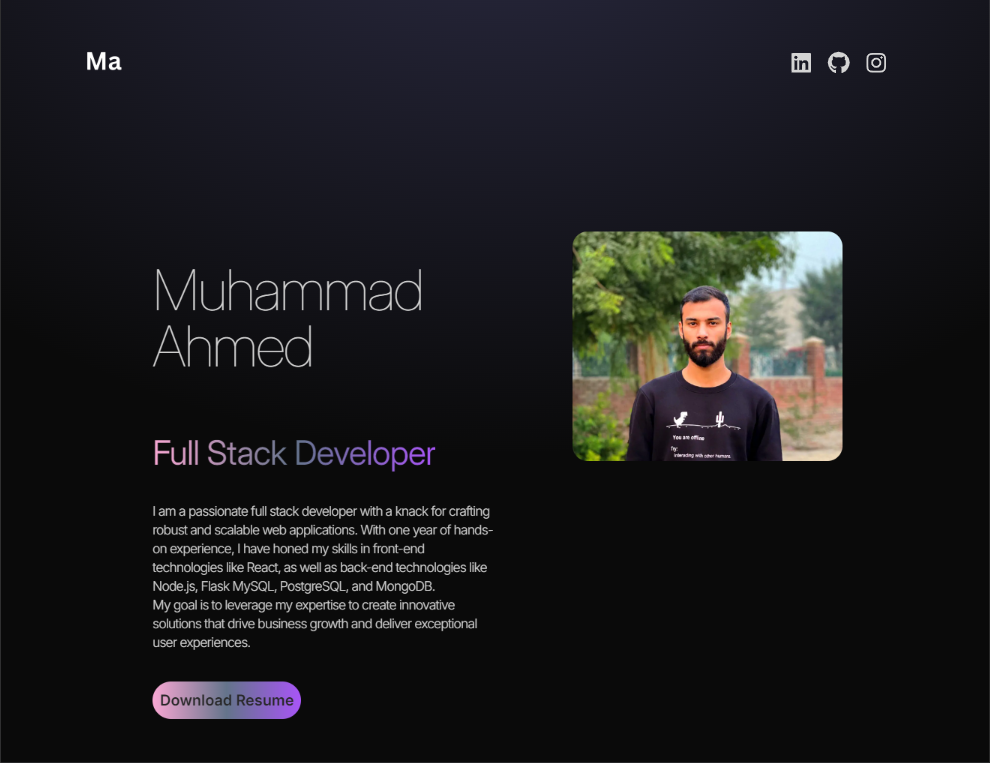 Ma
Muhammad
Ahmed
Full Stack Developer
I am a passionate full stack developer with a knack for crafting
robust and scalable web applications. With one year of hands-
on experience, I have honed my skills in front-end
technologies like React, as well as back-end technologies like
Node.js, Flask MySQL, PostgreSQL, and MongoDB.
My goal is to leverage my expertise to create innovative
solutions that drive business growth and deliver exceptional
user experiences.
Download Resume
in
You are offline
Try:
Interacting with other humans.